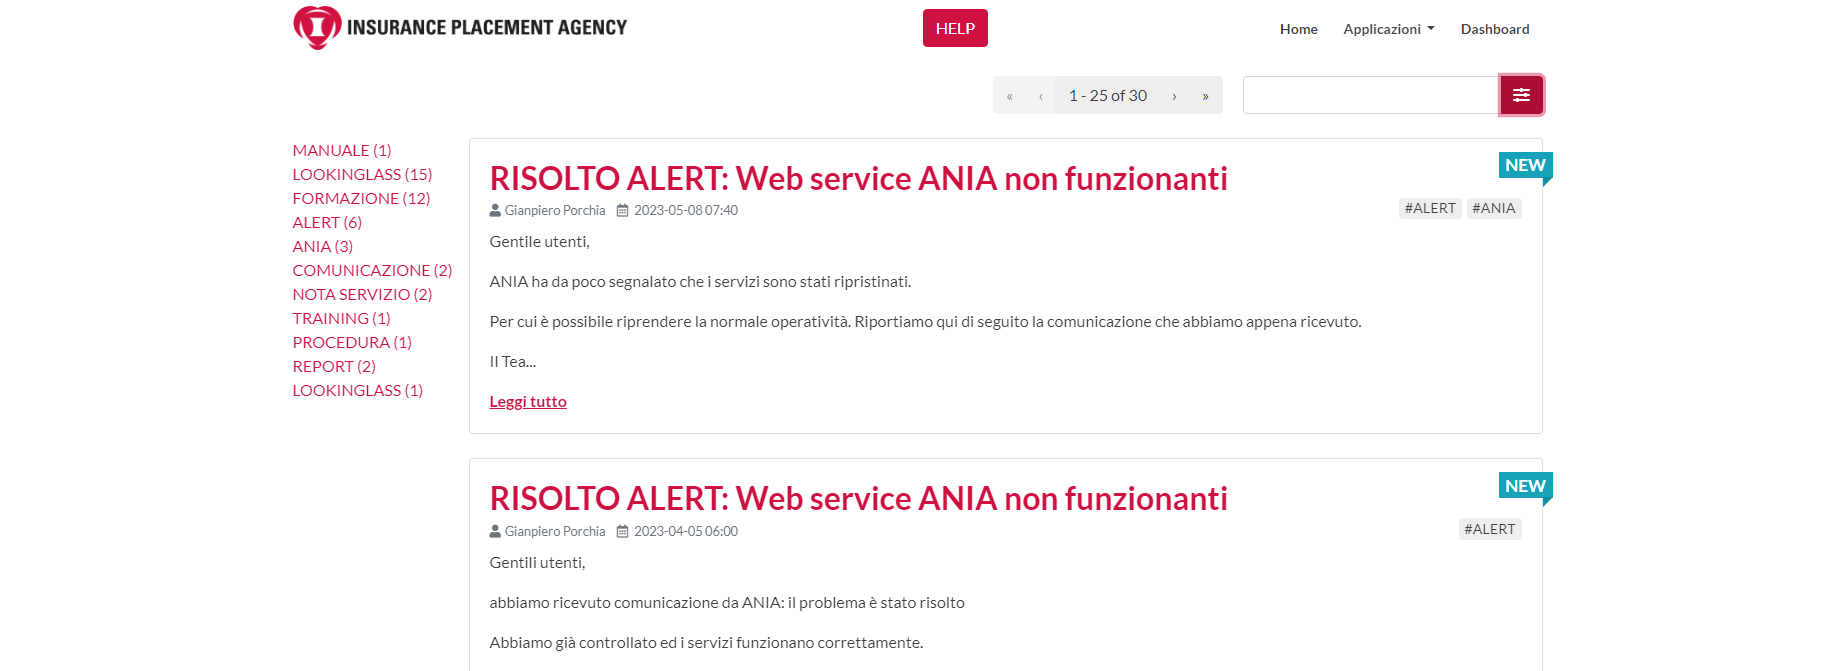 INSURANCE PLACEMENT AGENCY
HELP
Home
Applicazioni
Dashboard
« ‹ 1 - 25 of 30 › »
MANUALE (1)
LOOKINGLASS (15)
FORMAZIONE (12)
ALERT (6)
ANIA (3)
COMUNICAZIONE (2)
NOTA SERVIZIO (2)
TRAINING (1)
PROCEDURA (1)
REPORT (2)
LOOKINGLASS (1)
NEW
RISOLTO ALERT: Web service ANIA non funzionanti
Gianpiero Porchia 2023-05-08 07:40
#ALERT #ANIA
Gentile utenti,
ANIA ha da poco segnalato che i servizi sono stati ripristinati.
Per cui è possibile riprendere la normale operatività. Riportiamo qui di seguito la comunicazione che abbiamo appena ricevuto.
Il Tea...
Leggi tutto
NEW
RISOLTO ALERT: Web service ANIA non funzionanti
Gianpiero Porchia 2023-04-05 06:00
#ALERT
Gentili utenti,
abbiamo ricevuto comunicazione da ANIA: il problema è stato risolto
Abbiamo già controllato ed i servizi funzionano correttamente.